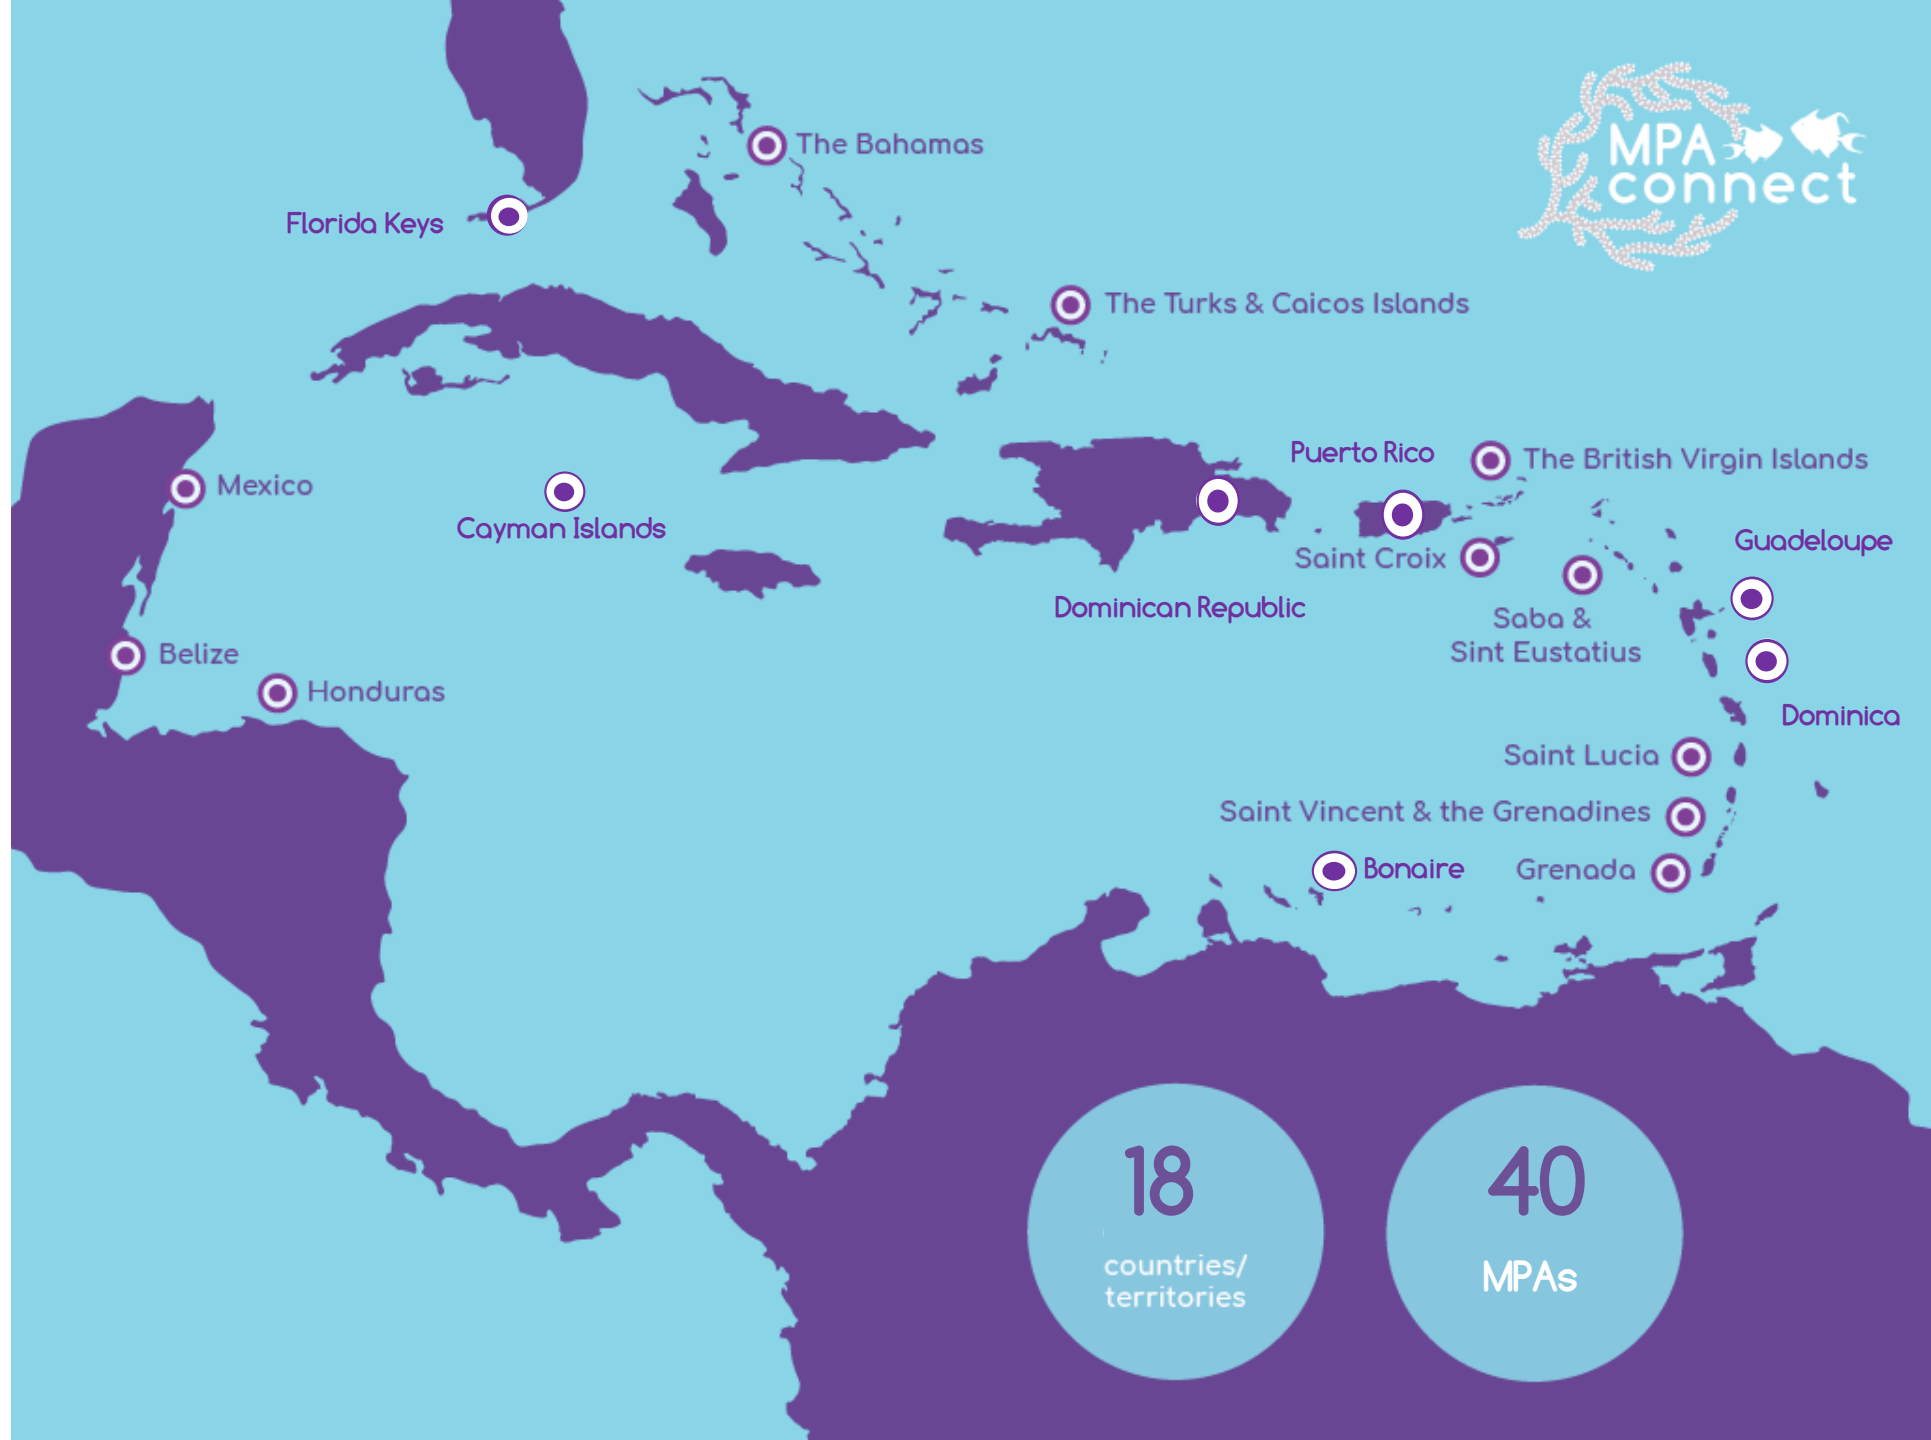 MPA
connect
The Bahamas
Florida Keys
The Turks & Caicos Islands
Puerto Rico
The British Virgin Islands
Mexico
Cayman Islands
Guadeloupe
Saint Croix
Dominican Republic
Saba &
Sint Eustatius
Belize
Honduras
Dominica
Saint Lucia
Saint Vincent & the Grenadines
Bonaire
Grenada
18
countries/
territories
40
MPAs